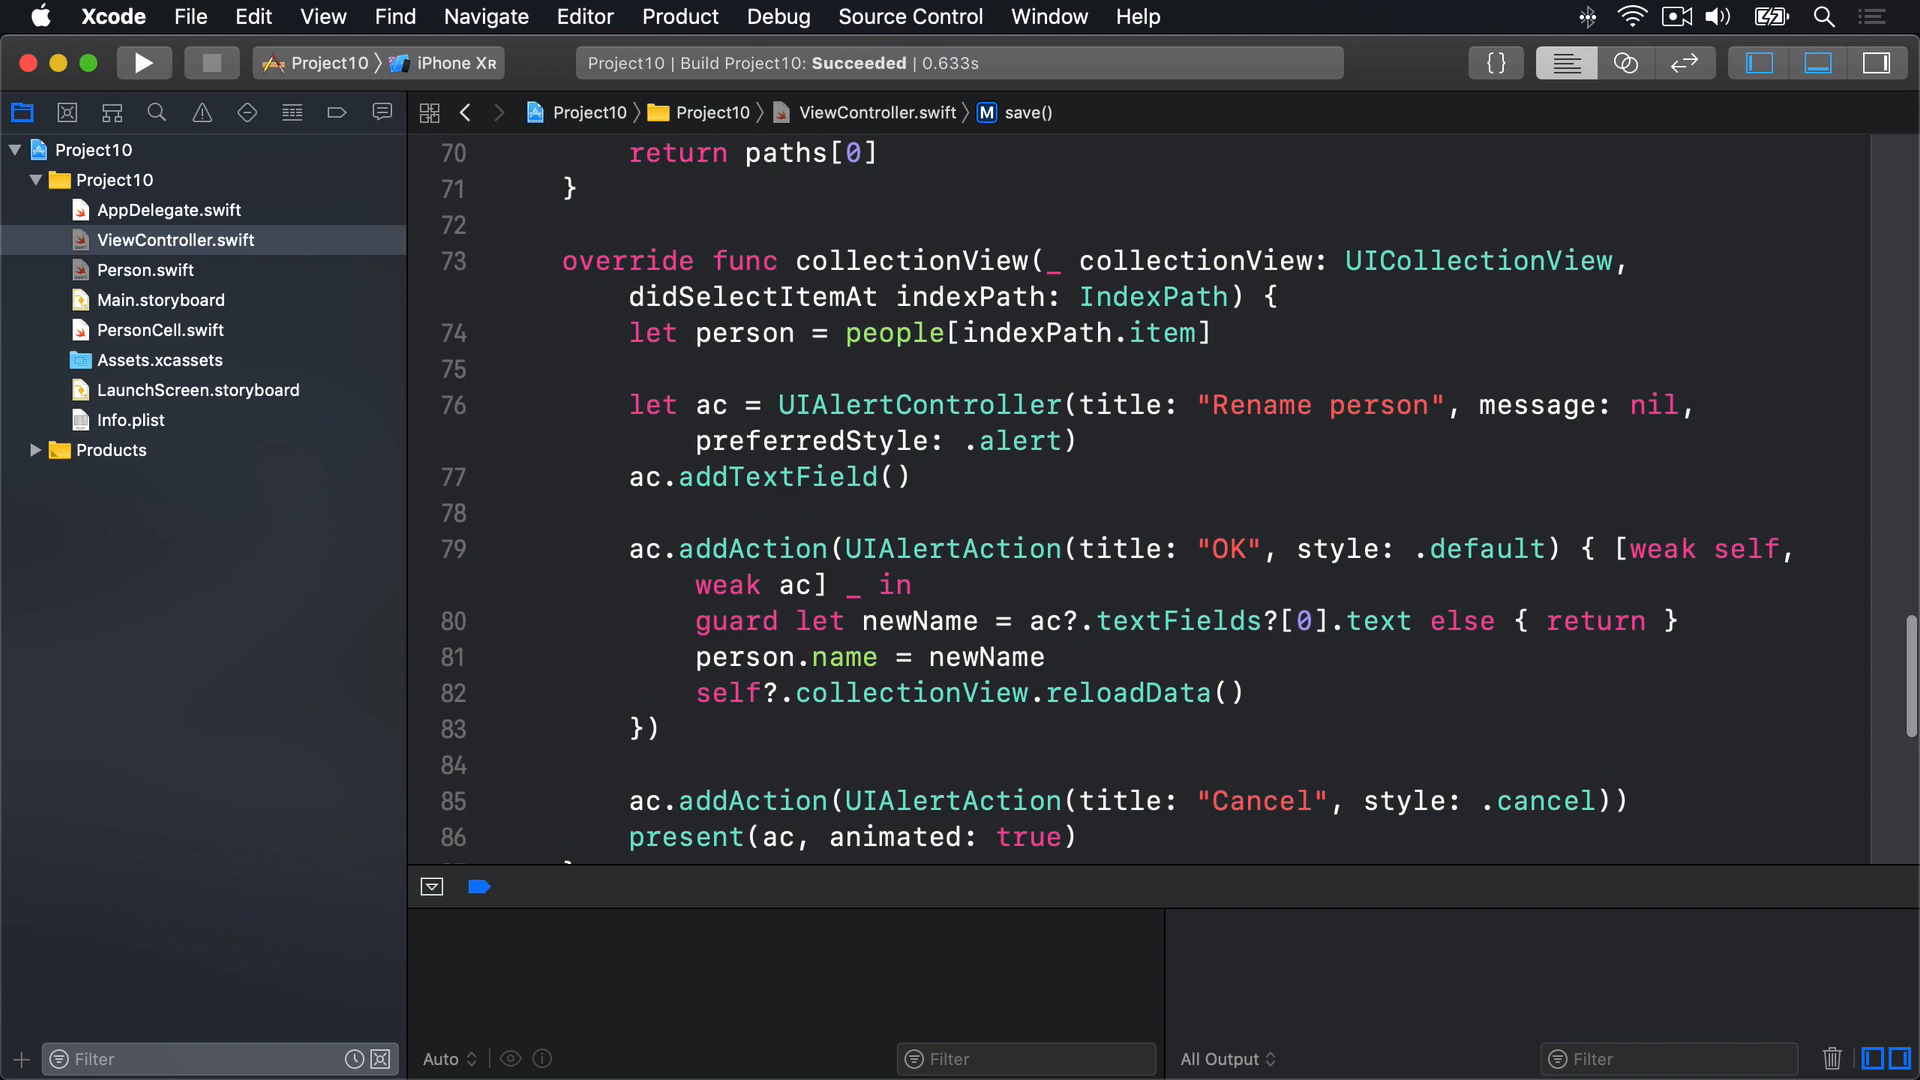 Xcode File Edit View Find Navigate Editor Product Debug Source Control Window Help
Project10 iPhone XR
Project10 | Build Project10: Succeeded | 0.633s
Project10 Project10 ViewController.swift M save()
Project10
Project10
AppDelegate.swift
ViewController.swift
Person.swift
Main.storyboard
PersonCell.swift
Assets.xcassets
LaunchScreen.storyboard
Info.plist
Products
70 return paths[0]
71 }
72
73 override func collectionView(_ collectionView: UICollectionView,
didSelectItemAt indexPath: IndexPath) {
74 let person = people[indexPath.item]
75
76 let ac = UIAlertController(title: "Rename person", message: nil,
preferredStyle: .alert)
77 ac.addTextField()
78
79 ac.addAction(UIAlertAction(title: "OK", style: .default) { [weak self,
weak ac] _ in
80 guard let newName = ac?.textFields?[0].text else { return }
81 person.name = newName
82 self?.collectionView.reloadData()
83 })
84
85 ac.addAction(UIAlertAction(title: "Cancel", style: .cancel))
86 present(ac, animated: true)
Filter
Auto
Filter
All Output
Filter